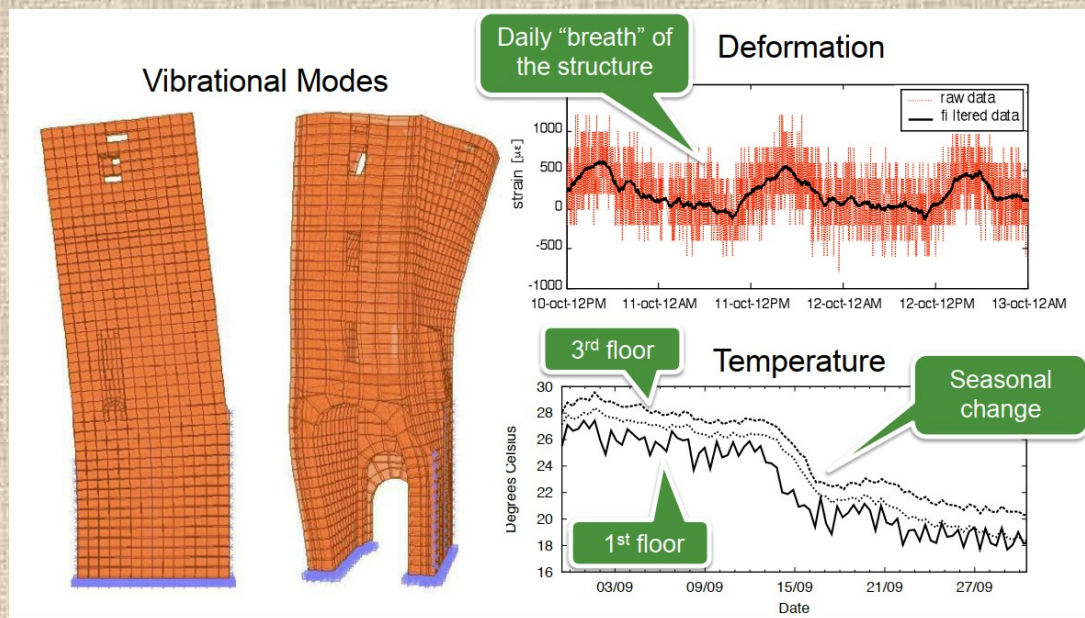 Vibrational Modes
Daily “breath” of
the structure
Deformation
raw data
fi ltered data
strain [με]
1000
500
0
-500
-1000
10-oct-12PM 11-oct-12AM 11-oct-12PM 12-oct-12AM 12-oct-12PM 13-oct-12AM
3rd floor
Temperature
Seasonal
change
1st floor
Degrees Celsius
30
28
26
24
22
20
18
16
03/09 09/09 15/09 21/09 27/09
Date